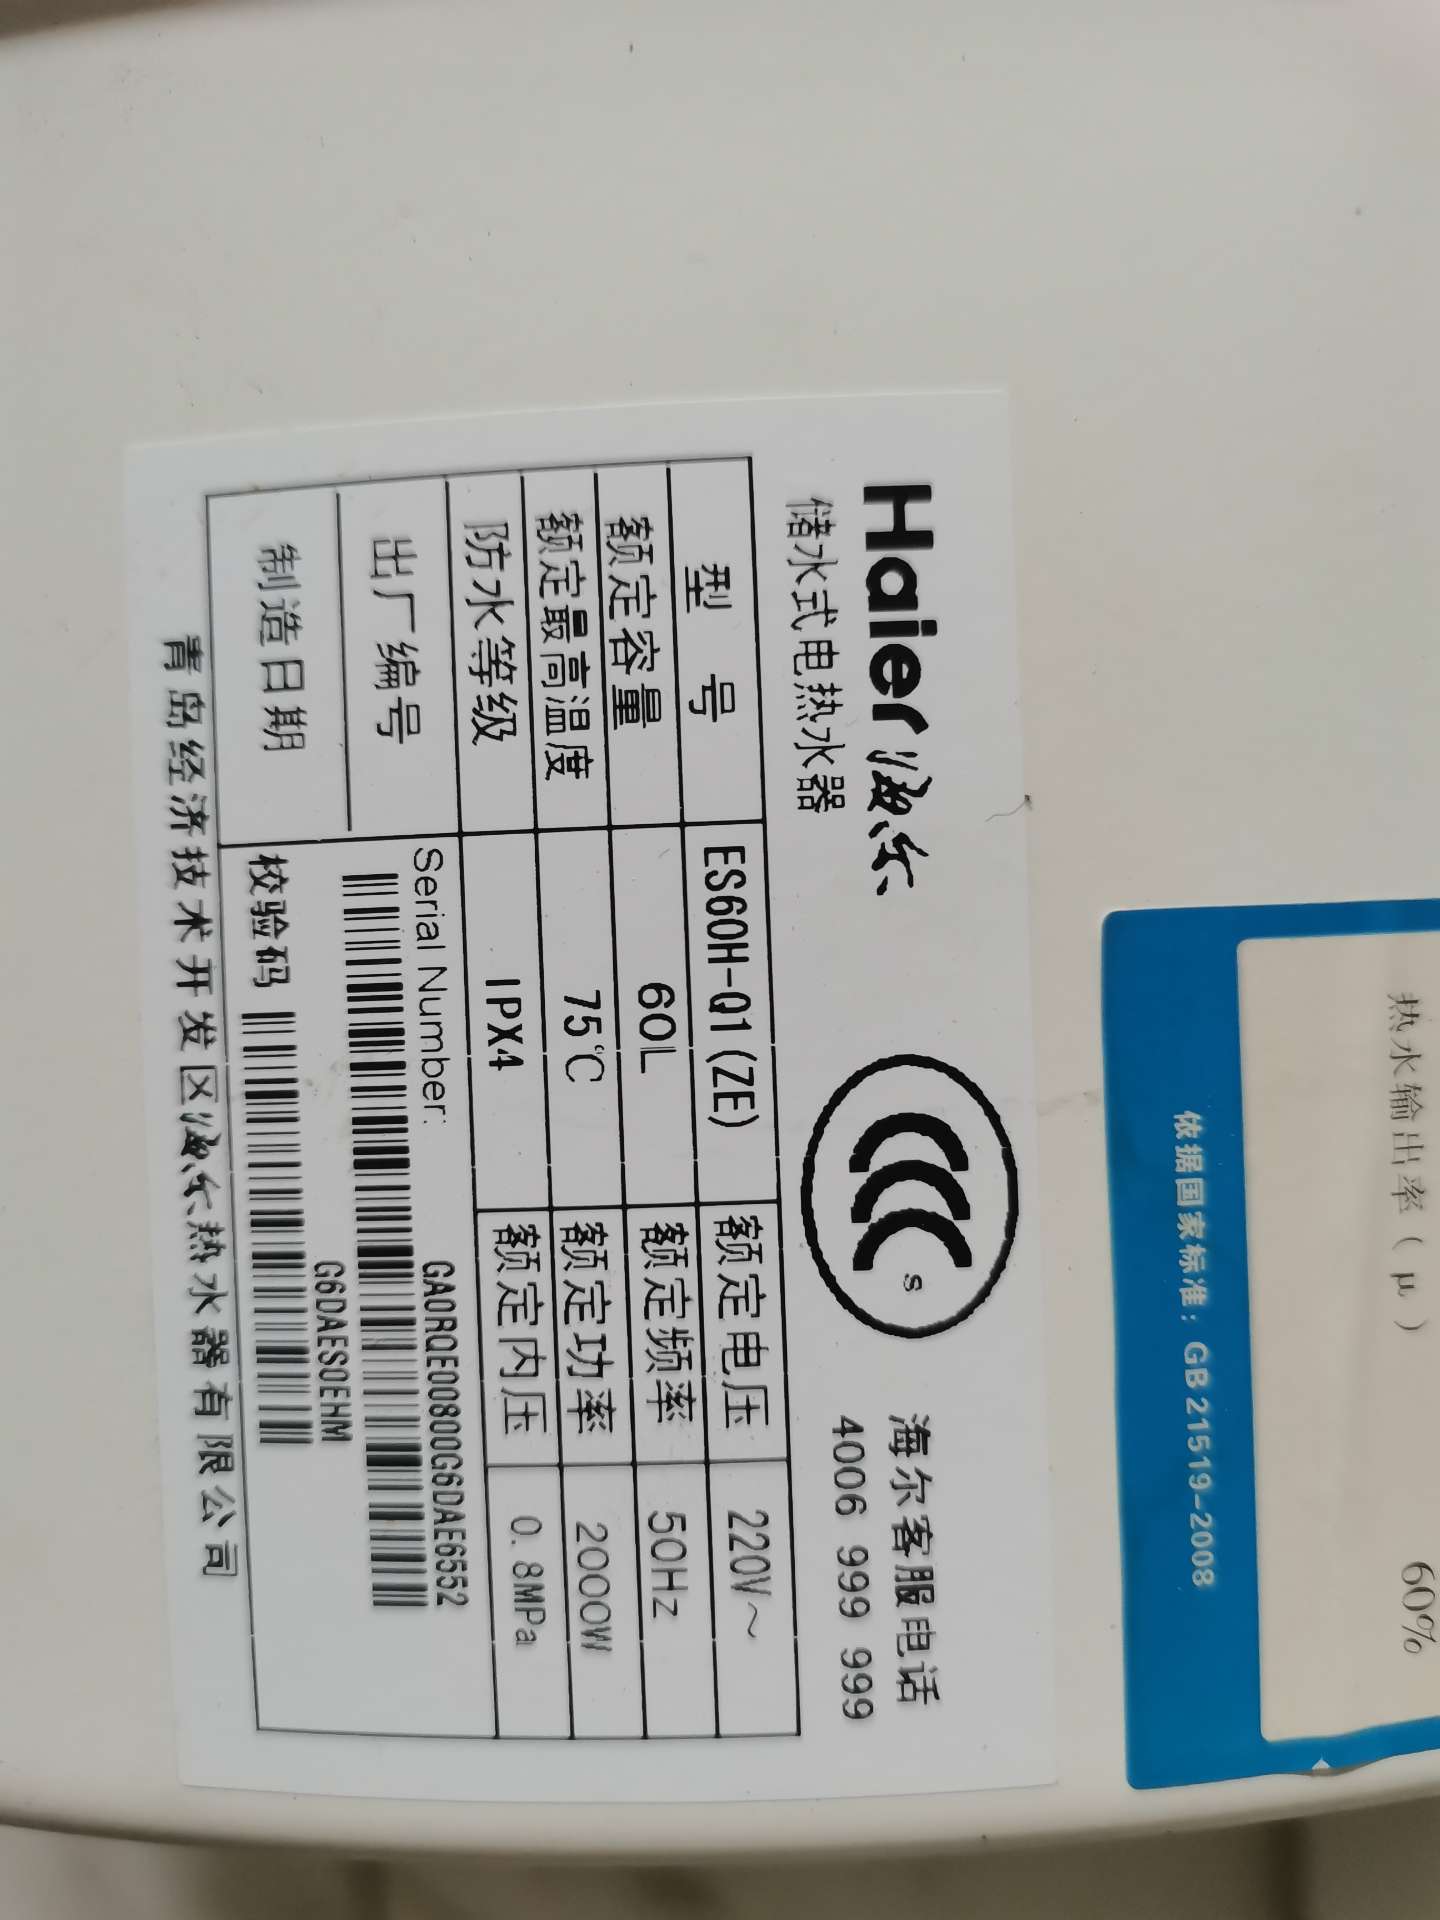 Haier 海尔
储水式电热水器
CCC S
海尔客服电话
4006 999 999
型 号 ES60H-Q1(ZE) 额定电压 220V～
额定容量 60L 额定频率 50Hz
额定最高温度 75℃ 额定功率 2000W
防水等级 IPX4 额定内压 0.8MPa
出厂编号 Serial Number: GA0RQE00800G6DAE6552
制造日期 校验码 G6DAES0EHM
青岛经济技术开发区海尔热水器有限公司
热水输出率（μ） 60%
依据国家标准：GB 21519-2008